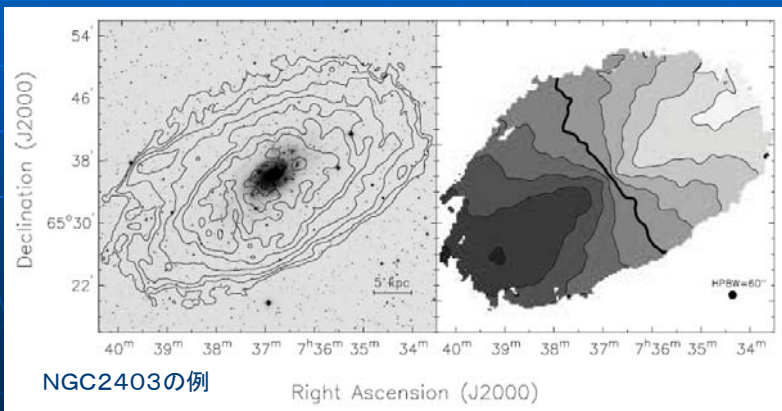 Declination (J2000)
54'
46'
38'
65°30'
22'
5' kpc
HPBW=60"
40ᵐ 39ᵐ 38ᵐ 37ᵐ 7ʰ36ᵐ 35ᵐ 34ᵐ
40ᵐ 39ᵐ 38ᵐ 37ᵐ 7ʰ36ᵐ 35ᵐ 34ᵐ
NGC2403の例
Right Ascension (J2000)